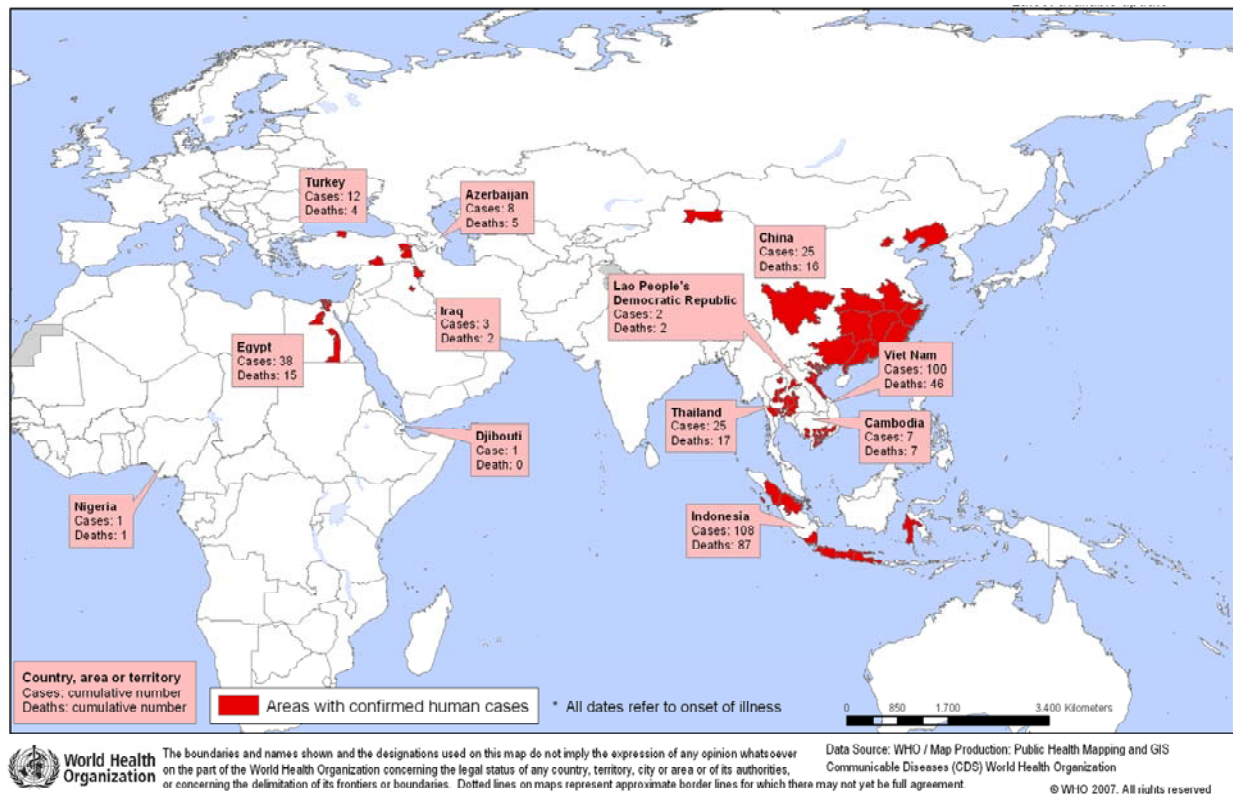 Turkey
Cases: 12
Deaths: 4
Azerbaijan
Cases: 8
Deaths: 5
China
Cases: 25
Deaths: 16
Lao People's
Democratic Republic
Cases: 2
Deaths: 2
Iraq
Cases: 3
Deaths: 2
Egypt
Cases: 38
Deaths: 15
Viet Nam
Cases: 100
Deaths: 46
Thailand
Cases: 25
Deaths: 17
Cambodia
Cases: 7
Deaths: 7
Djibouti
Case: 1
Death: 0
Nigeria
Cases: 1
Deaths: 1
Indonesia
Cases: 108
Deaths: 87
Country, area or territory
Cases: cumulative number
Deaths: cumulative number
Areas with confirmed human cases
* All dates refer to onset of illness
0 850 1.700 3.400 Kilometers
World Health
Organization
The boundaries and names shown and the designations used on this map do not imply the expression of any opinion whatsoever
on the part of the World Health Organization concerning the legal status of any country, territory, city or area or of its authorities,
or concerning the delimitation of its frontiers or boundaries. Dotted lines on maps represent approximate border lines for which there may not yet be full agreement.
Data Source: WHO / Map Production: Public Health Mapping and GIS
Communicable Diseases (CDS) World Health Organization
© WHO 2007. All rights reserved